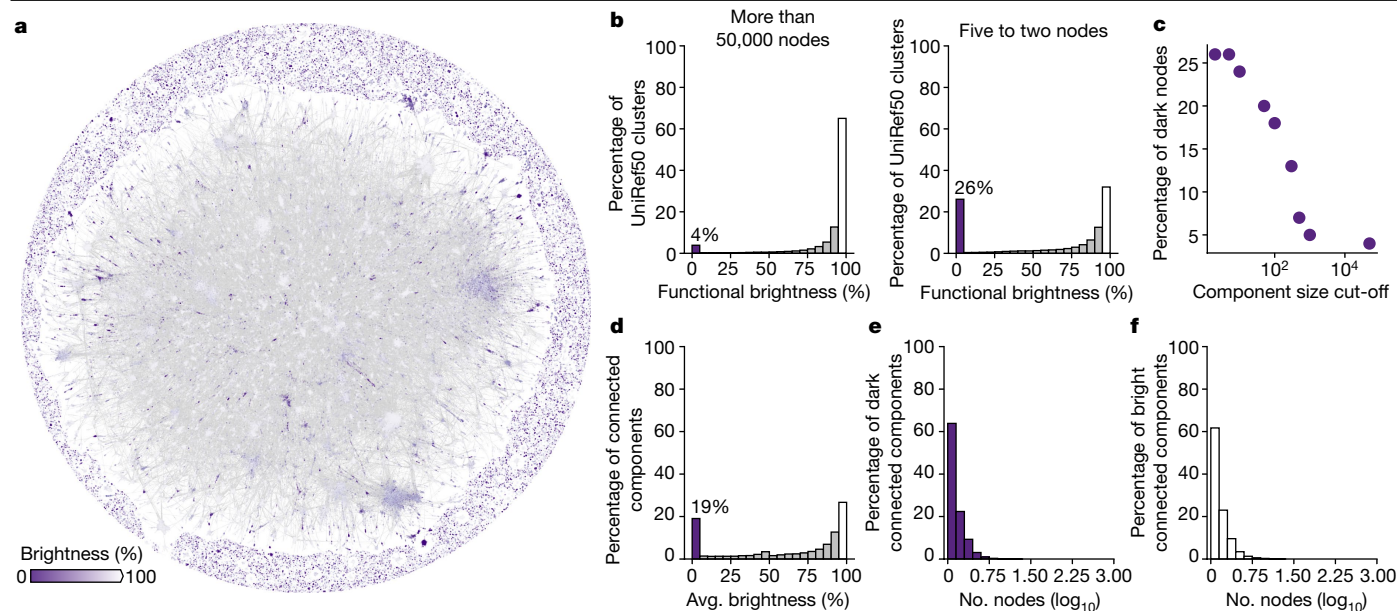 a
Brightness (%)
0 100
b
More than
50,000 nodes
Percentage of
UniRef50 clusters
100
80
60
40
20
0
4%
0 25 50 75 100
Functional brightness (%)
Five to two nodes
Percentage of UniRef50 clusters
100
80
60
40
20
0
26%
0 25 50 75 100
Functional brightness (%)
c
Percentage of dark nodes
25
20
15
10
5
10² 10⁴
Component size cut-off
d
Percentage of connected
components
100
80
60
40
20
0
19%
0 25 50 75 100
Avg. brightness (%)
e
Percentage of dark
connected components
100
80
60
40
20
0
0 0.75 1.50 2.25 3.00
No. nodes (log₁₀)
f
Percentage of bright
connected components
100
80
60
40
20
0
0 0.75 1.50 2.25 3.00
No. nodes (log₁₀)